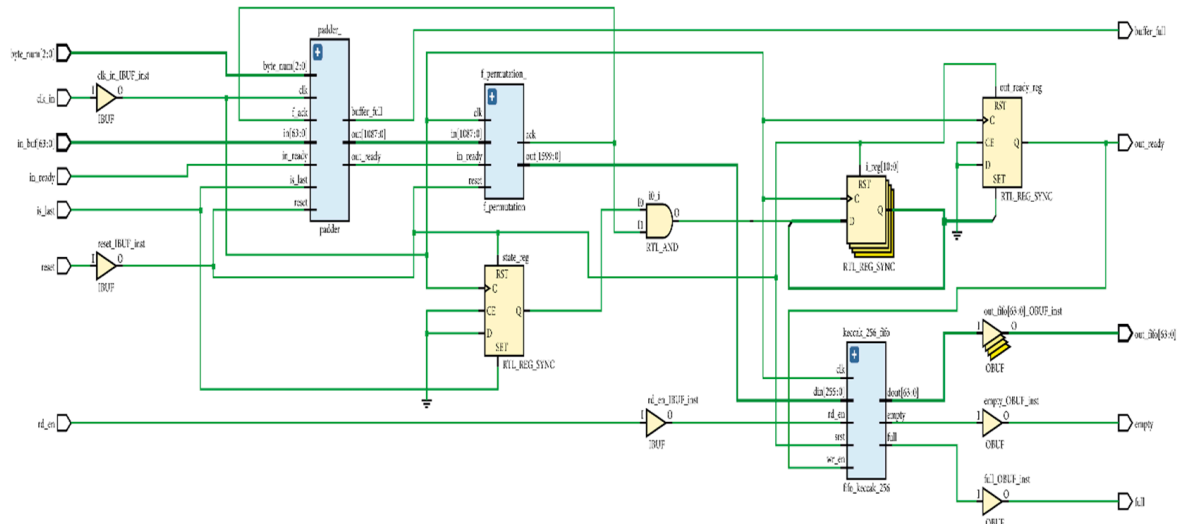 padder_
byte_num[2:0]
clk_in_IBUF_inst
I
O
clk_in
IBUF
in_buf[63:0]
in_ready
is_last
reset_IBUF_inst
reset
I
O
IBUF
rd_en
byte_num[2:0]
clk
f_ack
in[63:0]
in_ready
is_last
reset
buffer_full
out[1087:0]
out_ready
padder
f_permutation_
clk
in[1087:0]
in_ready
reset
ack
out[1599:0]
f_permutation
state_reg
RST
C
CE
D
SET
Q
RTL_REG_SYNC
i0_i
I0
I1
O
RTL_AND
rd_en_IBUF_inst
I
O
IBUF
i_reg[10:0]
RST
C
D
Q
RTL_REG_SYNC
out_ready_reg
RST
C
CE
D
SET
Q
RTL_REG_SYNC
keccak_256_fifo
clk
din[255:0]
rd_en
srst
wr_en
dout[63:0]
empty
full
fifo_keccak_256
out_fifo[63:0]_OBUF_inst
I
O
OBUF
empty_OBUF_inst
I
O
OBUF
full_OBUF_inst
I
O
OBUF
buffer_full
out_ready
out_fifo[63:0]
empty
full